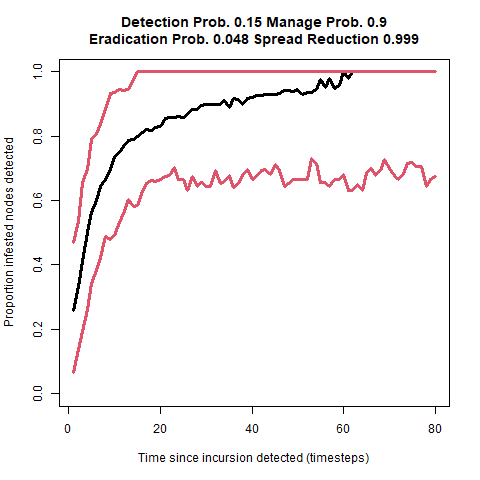 Detection Prob. 0.15 Manage Prob. 0.9
Eradication Prob. 0.048 Spread Reduction 0.999
Proportion infested nodes detected
1.0
0.8
0.6
0.4
0.2
0.0
0 20 40 60 80
Time since incursion detected (timesteps)